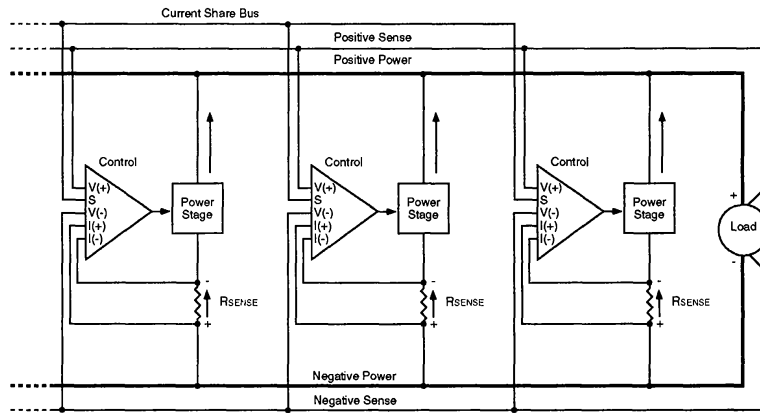 Current Share Bus
Positive Sense
Positive Power
Control
V(+)
S
V(-)
I(+)
I(-)
Power
Stage
-
RSENSE
+
Control
V(+)
S
V(-)
I(+)
I(-)
Power
Stage
-
RSENSE
+
Control
V(+)
S
V(-)
I(+)
I(-)
Power
Stage
-
RSENSE
+
+
Load
-
Negative Power
Negative Sense